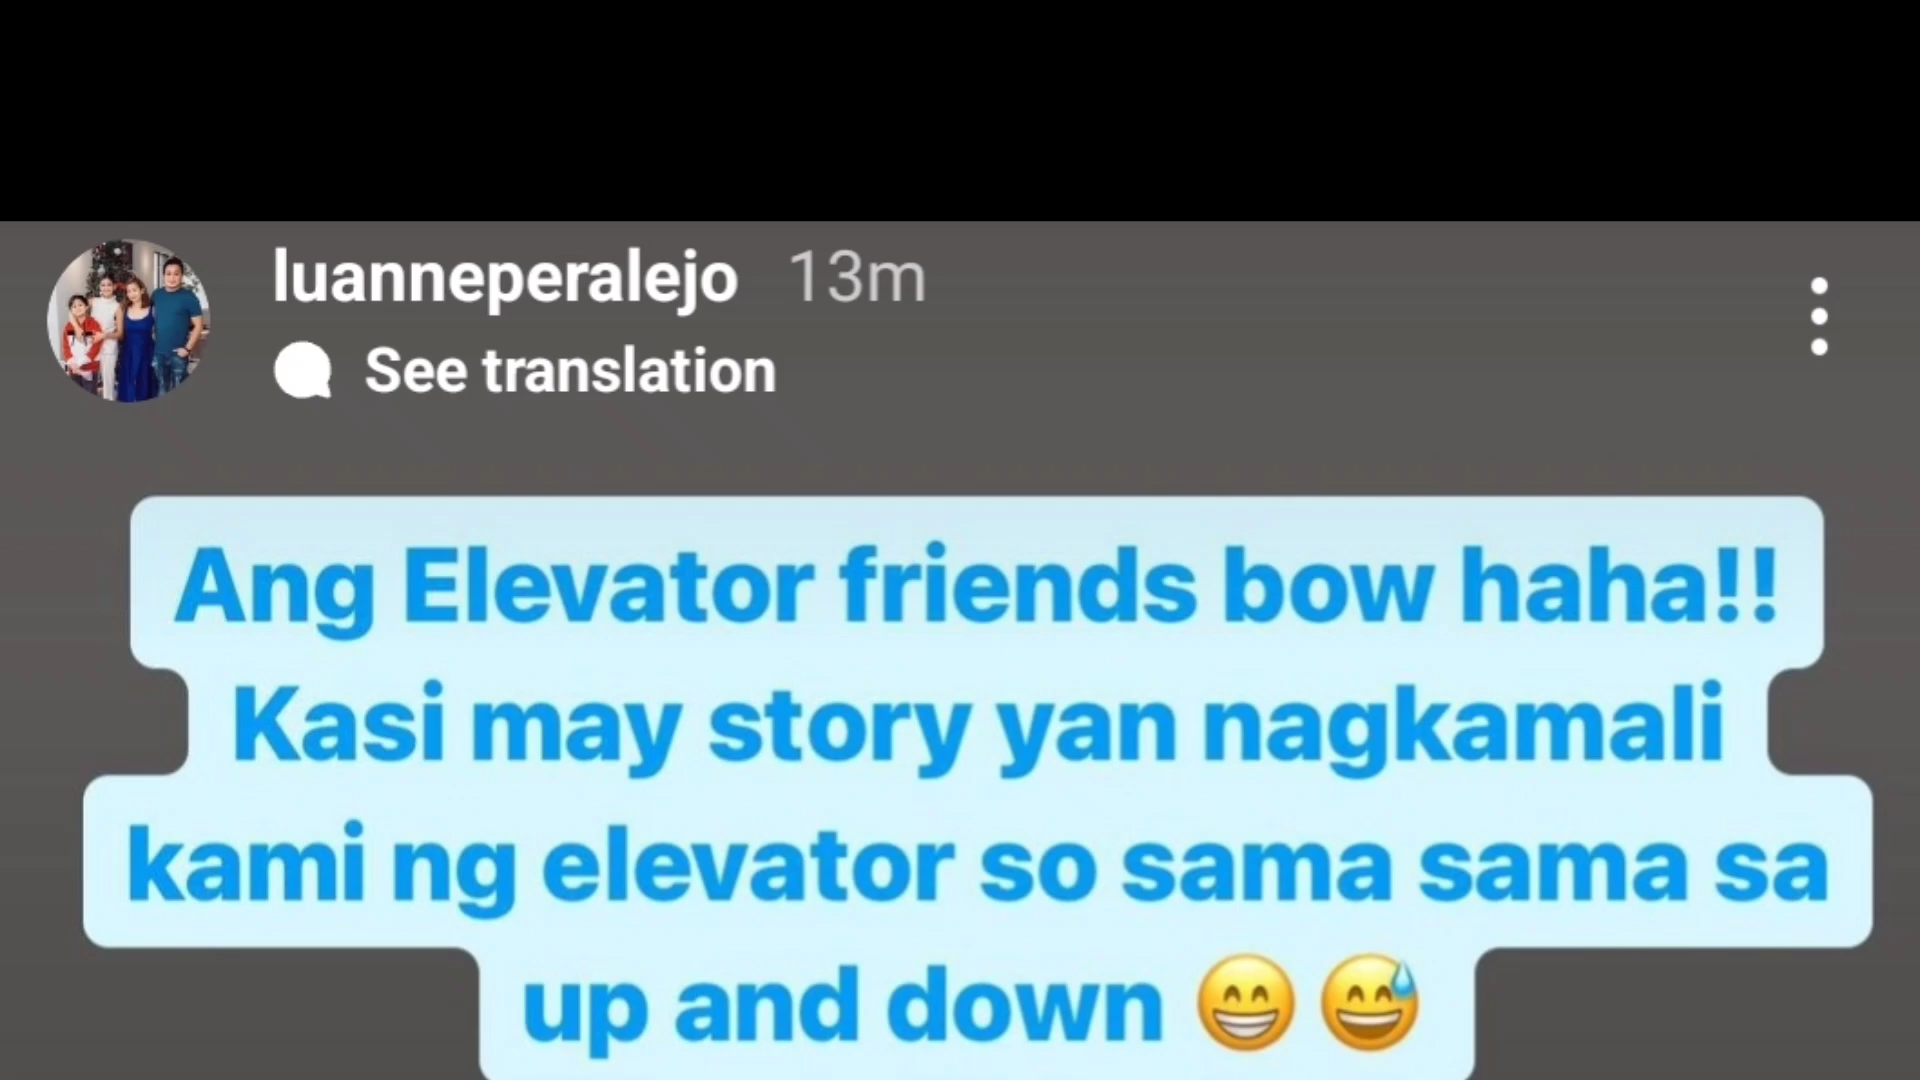 luanneperalejo 13m
See translation
Ang Elevator friends bow haha!!
Kasi may story yan nagkamali
kami ng elevator so sama sama sa
up and down 😁 😅